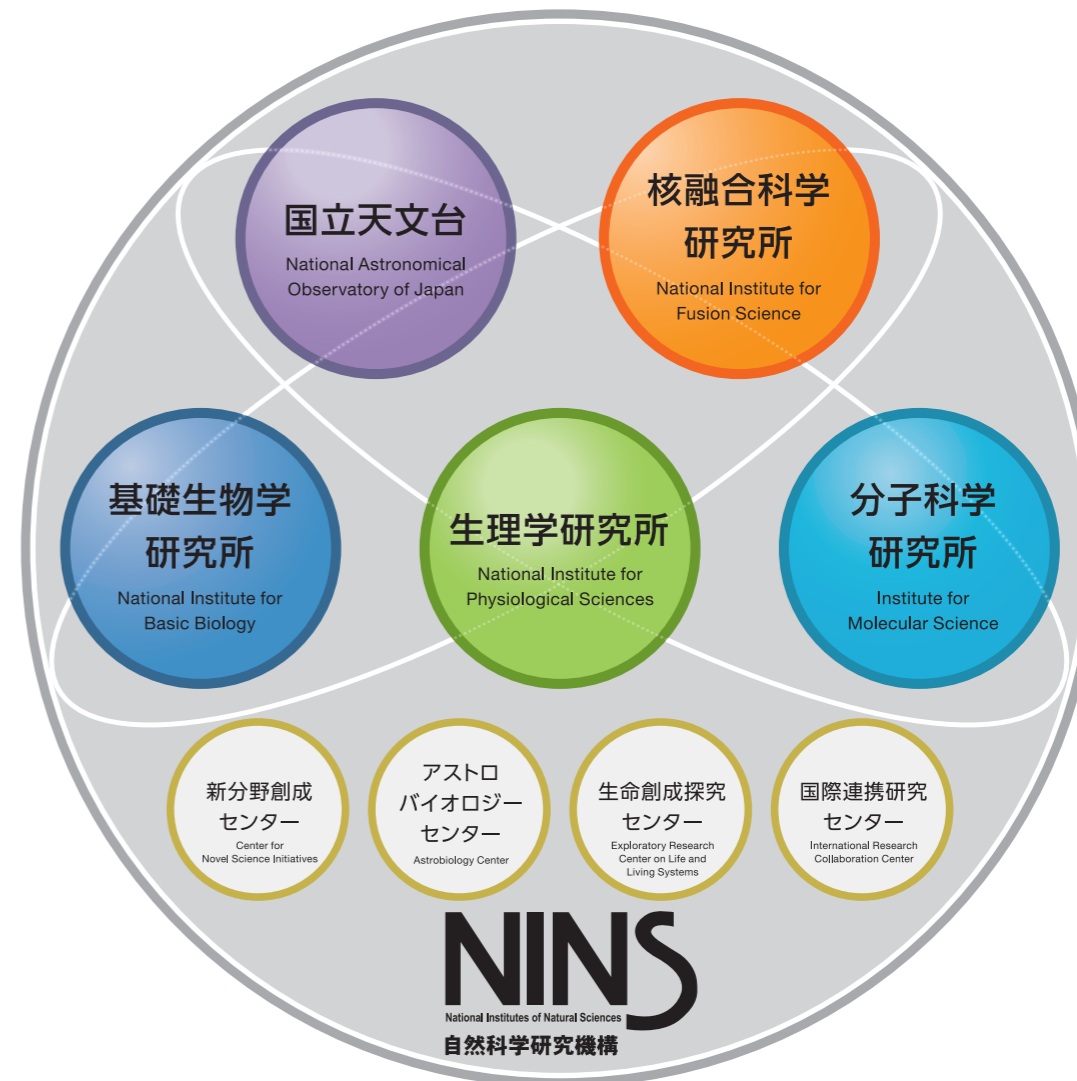 国立天文台
National Astronomical
Observatory of Japan
核融合科学
研究所
National Institute for
Fusion Science
基礎生物学
研究所
National Institute for
Basic Biology
生理学研究所
National Institute for
Physiological Sciences
分子科学
研究所
Institute for
Molecular Science
新分野創成
センター
Center for
Novel Science Initiatives
アストロ
バイオロジー
センター
Astrobiology Center
生命創成探究
センター
Exploratory Research
Center on Life and
Living Systems
国際連携研究
センター
International Research
Collaboration Center
NINS
National Institutes of Natural Sciences
自然科学研究機構